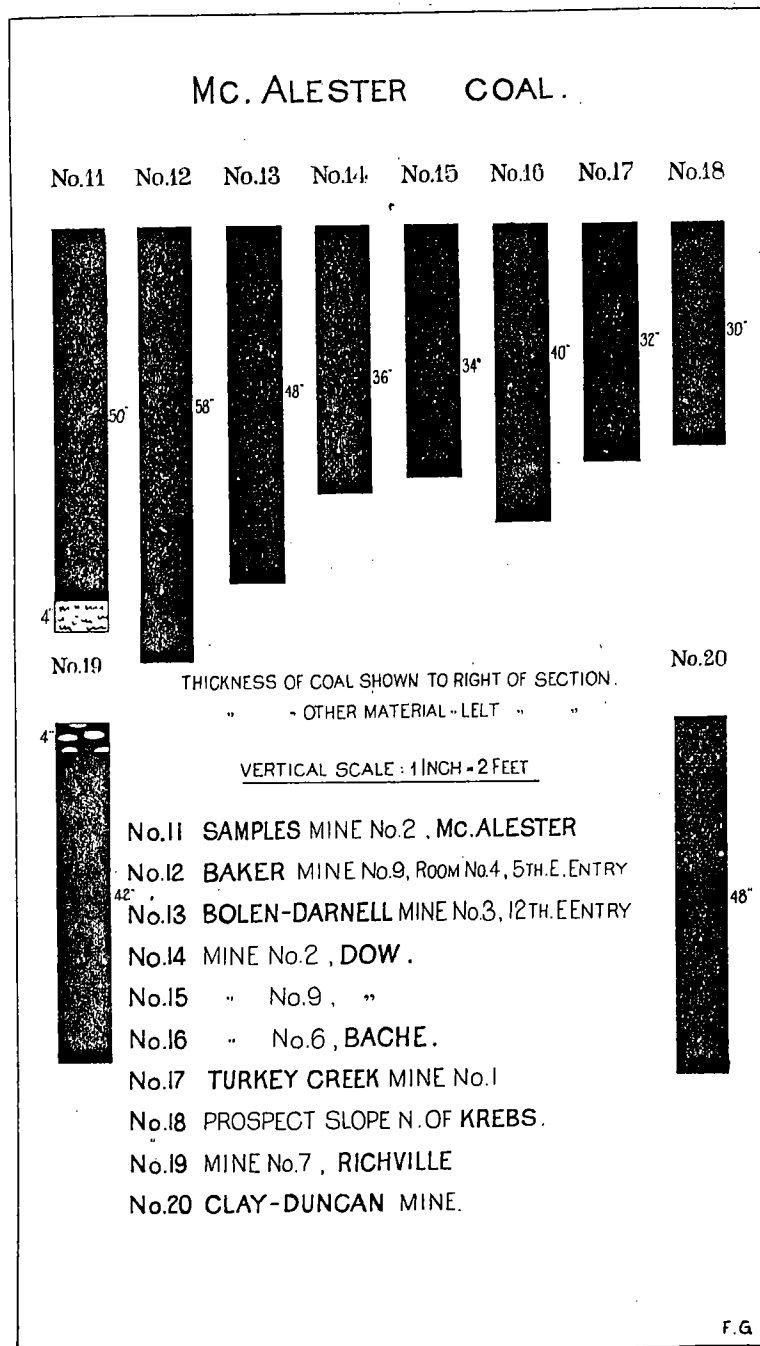 MC. ALESTER COAL.
No.11 No.12 No.13 No.14 No.15 No.16 No.17 No.18
50" 58" 48" 36" 34" 40" 32" 30"
4"
No.19 No.20
THICKNESS OF COAL SHOWN TO RIGHT OF SECTION.
" " OTHER MATERIAL " LELT " "
4"
VERTICAL SCALE : 1 INCH = 2 FEET
42"
48"
No.11 SAMPLES MINE No.2 , MC.ALESTER
No.12 BAKER MINE No.9, ROOM No.4, 5TH.E.ENTRY
No.13 BOLEN-DARNELL MINE No.3, 12TH.E ENTRY
No.14 MINE No.2 , DOW.
No.15 " No.9 , "
No.16 " No.6 , BACHE.
No.17 TURKEY CREEK MINE No.1
No.18 PROSPECT SLOPE N. OF KREBS.
No.19 MINE No.7 , RICHVILLE
No.20 CLAY-DUNCAN MINE.
F.G